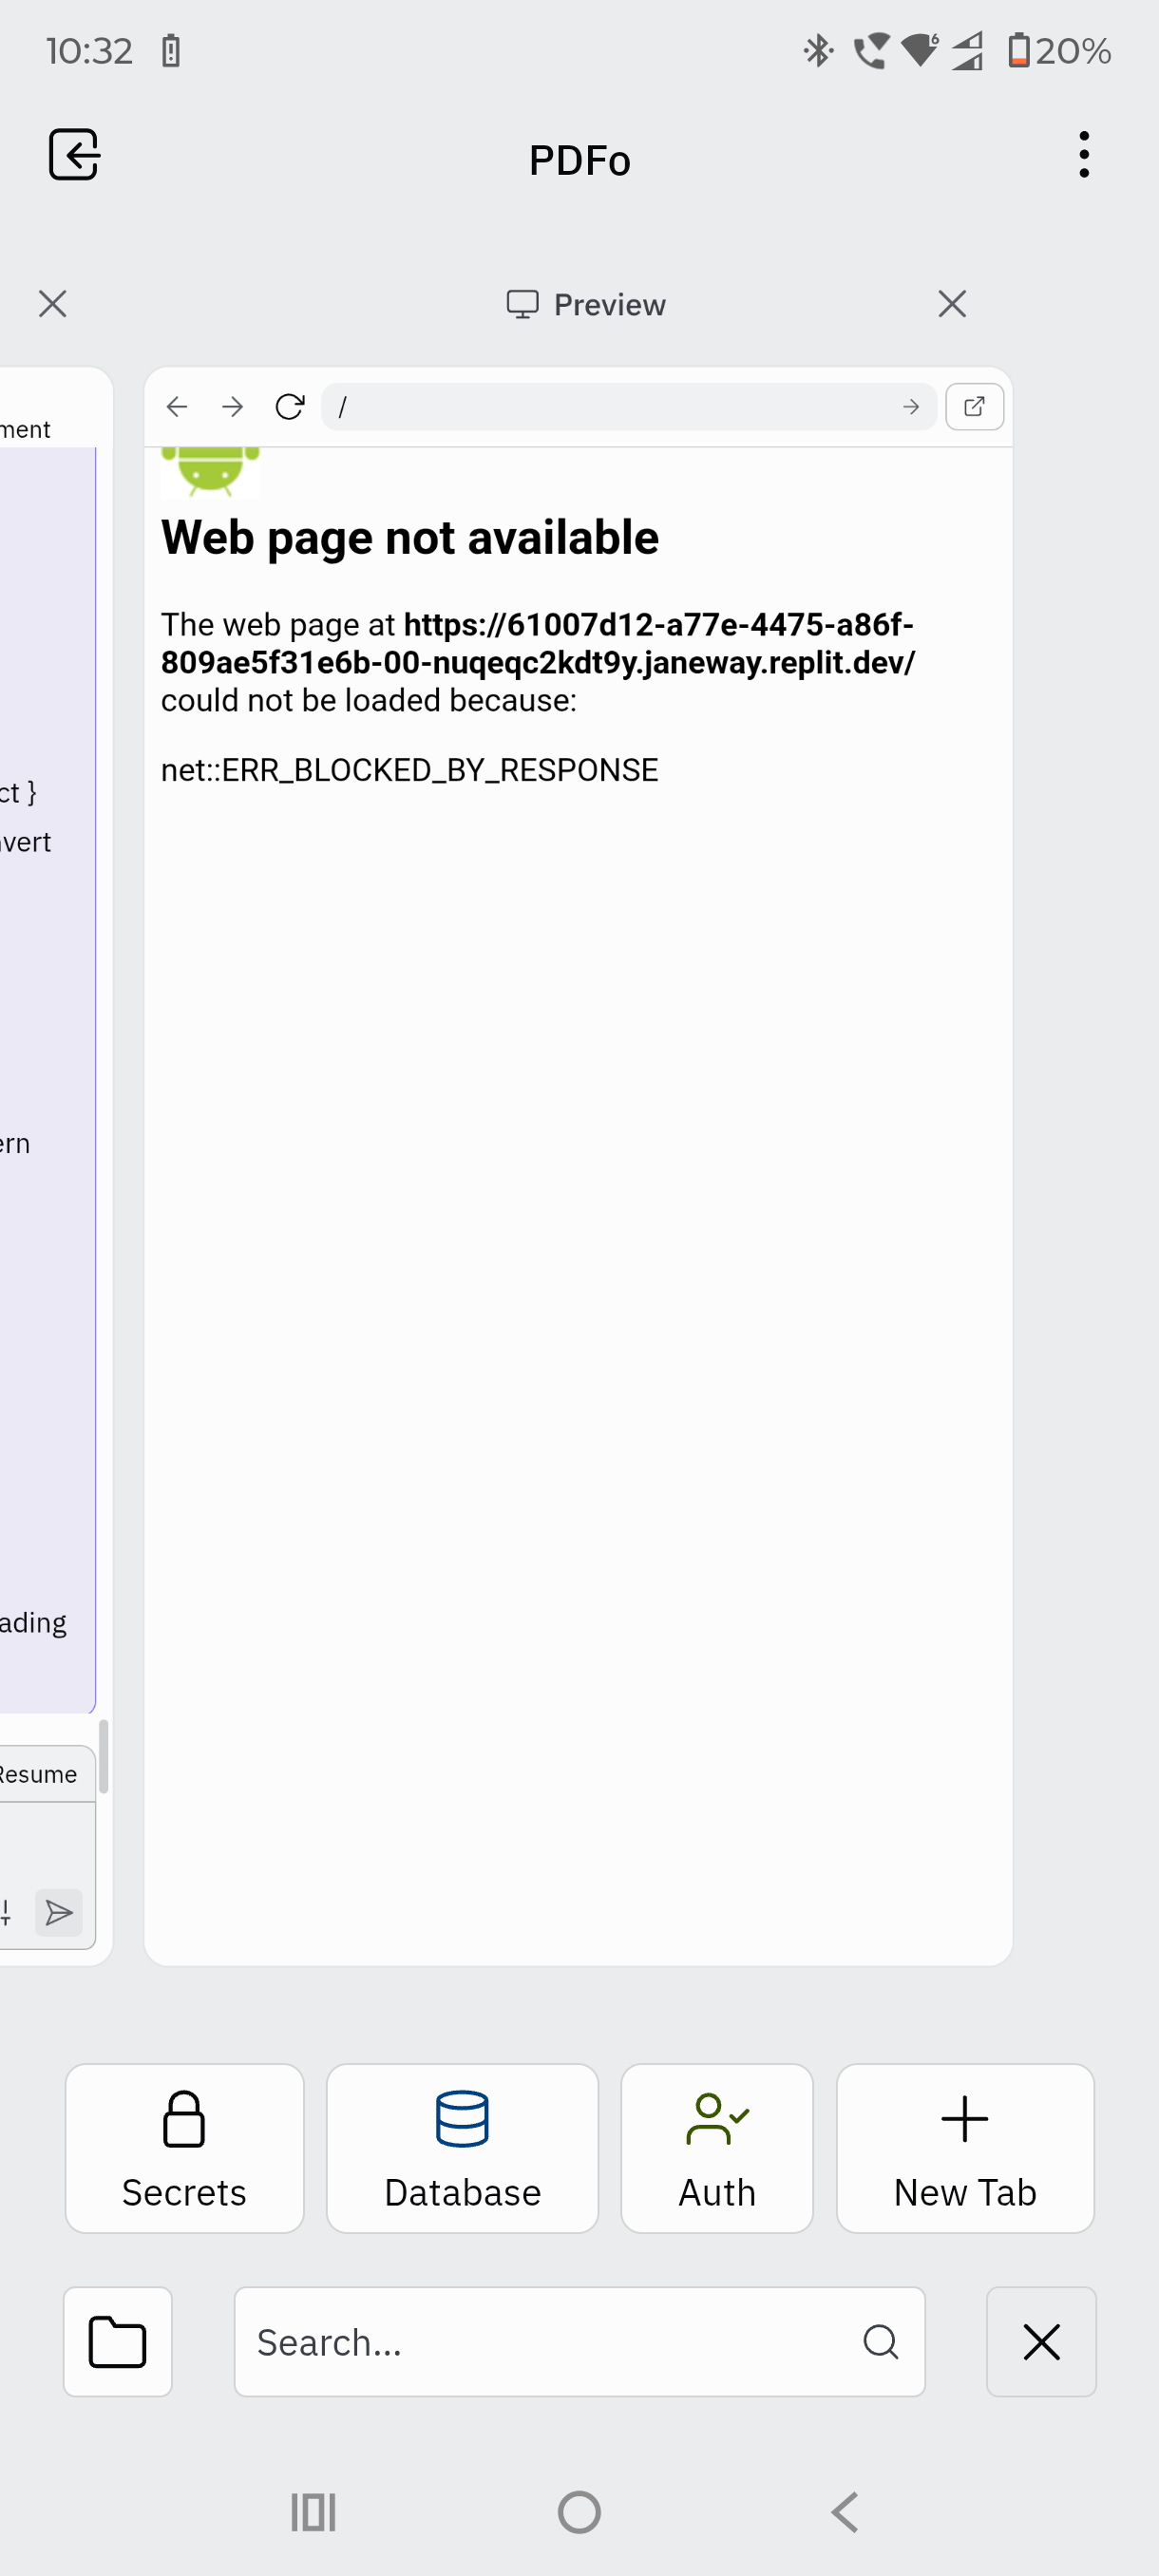 10:32
6
20%
PDFo
Preview
ment
/
Web page not available
The web page at https://61007d12-a77e-4475-a86f-
809ae5f31e6b-00-nuqeqc2kdt9y.janeway.replit.dev/
could not be loaded because:
net::ERR_BLOCKED_BY_RESPONSE
ct }
vert
ern
ading
Resume
Secrets
Database
Auth
New Tab
Search...